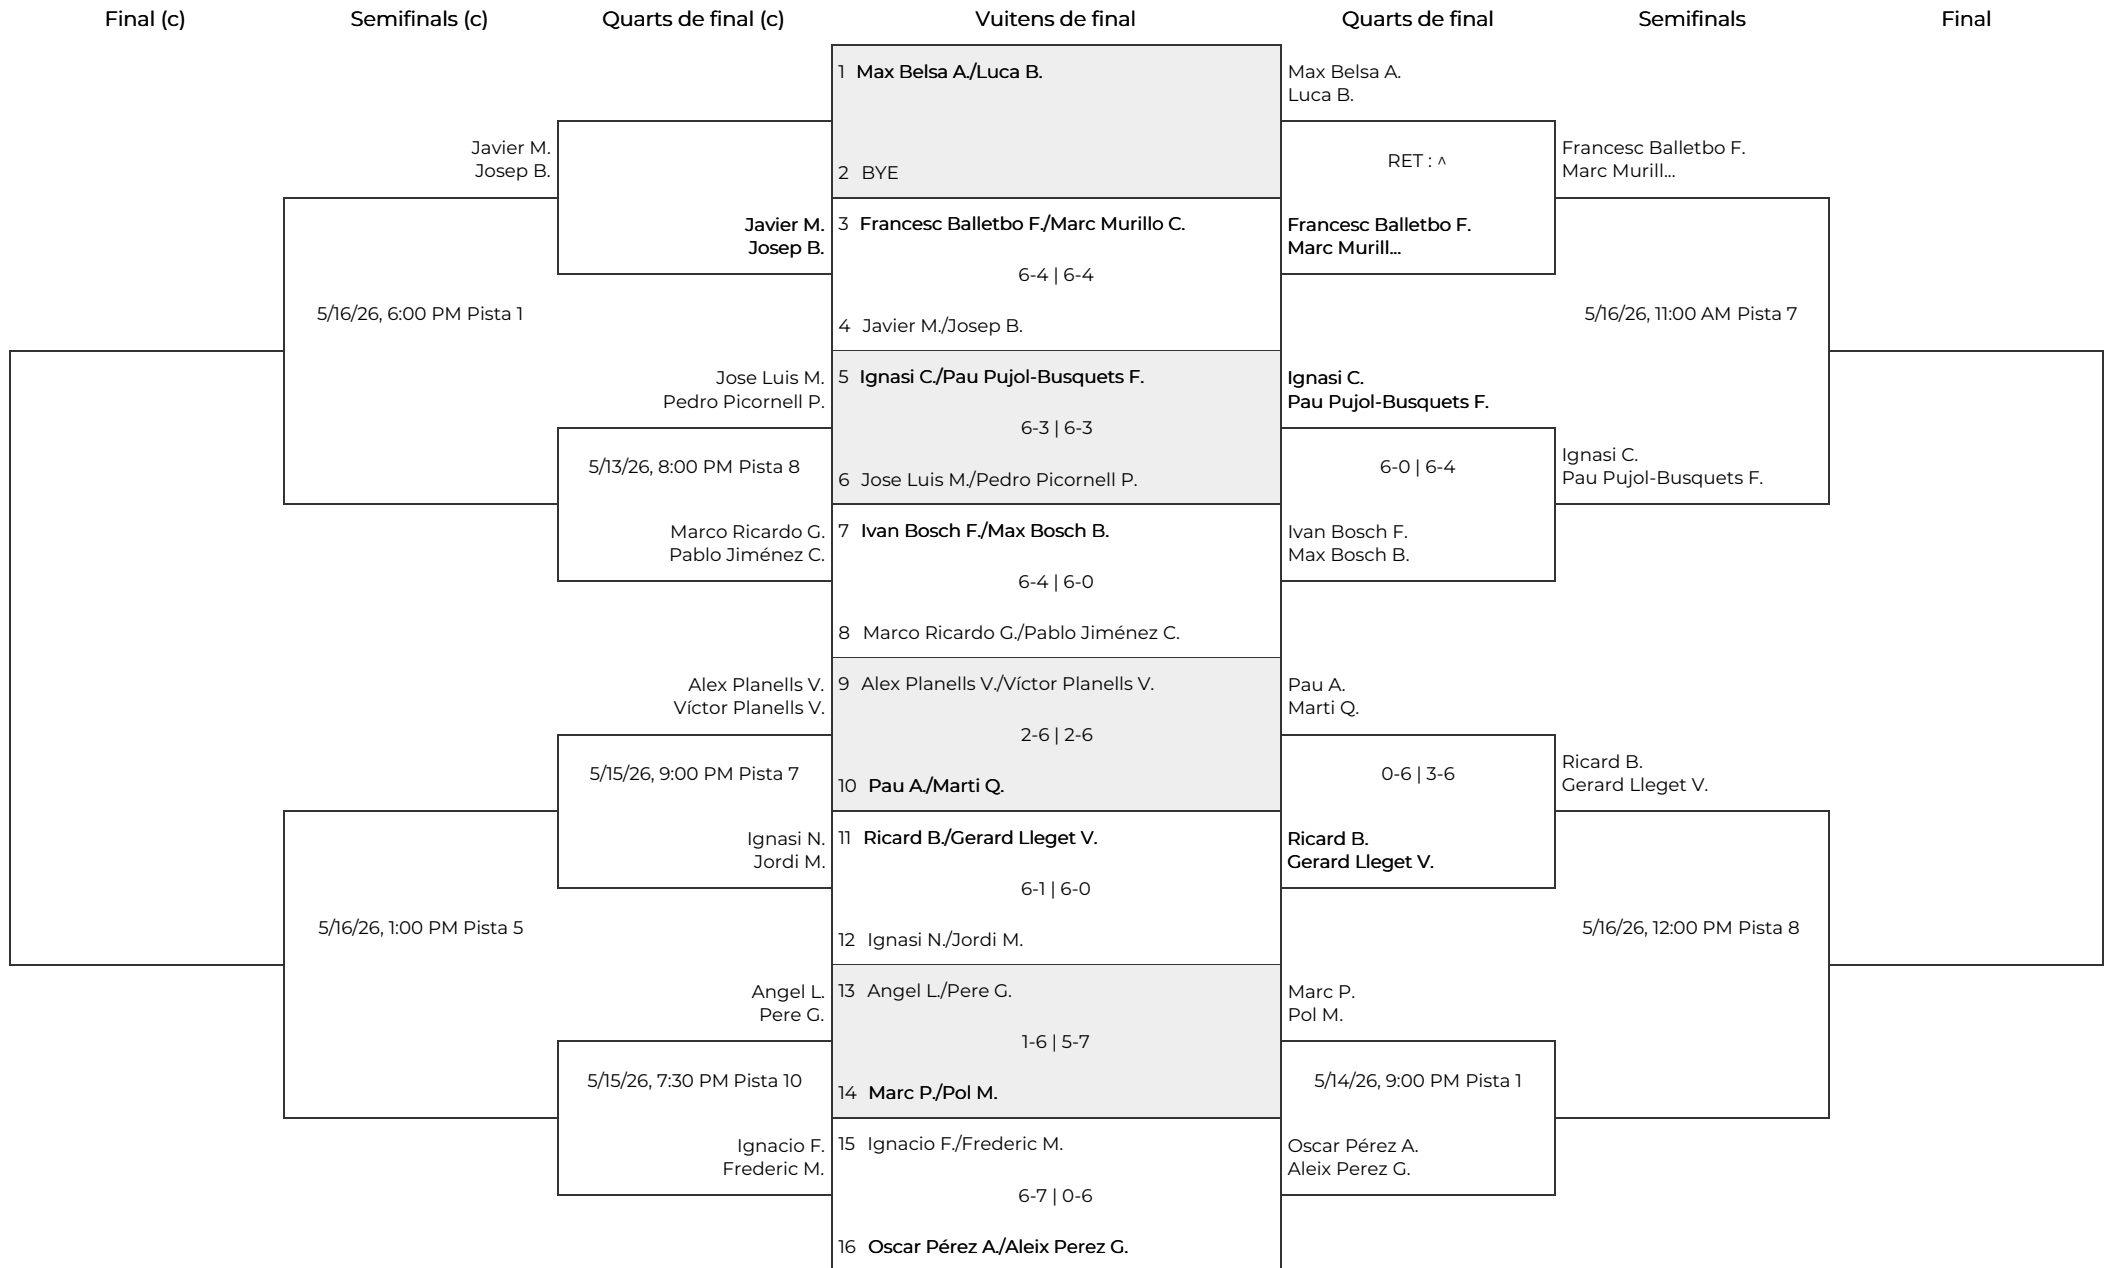 Final (c)
Semifinals (c)
Quarts de final (c)
Vuitens de final
Quarts de final
Semifinals
Final
Javier M.
Josep B.
5/16/26, 6:00 PM Pista 1
5/16/26, 1:00 PM Pista 5
Javier M.
Josep B.
Jose Luis M.
Pedro Picornell P.
5/13/26, 8:00 PM Pista 8
Marco Ricardo G.
Pablo Jiménez C.
Alex Planells V.
Víctor Planells V.
5/15/26, 9:00 PM Pista 7
Ignasi N.
Jordi M.
Angel L.
Pere G.
5/15/26, 7:30 PM Pista 10
Ignacio F.
Frederic M.
1 Max Belsa A./Luca B.
2 BYE
3 Francesc Balletbo F./Marc Murillo C.
6-4 | 6-4
4 Javier M./Josep B.
5 Ignasi C./Pau Pujol-Busquets F.
6-3 | 6-3
6 Jose Luis M./Pedro Picornell P.
7 Ivan Bosch F./Max Bosch B.
6-4 | 6-0
8 Marco Ricardo G./Pablo Jiménez C.
9 Alex Planells V./Víctor Planells V.
2-6 | 2-6
10 Pau A./Marti Q.
11 Ricard B./Gerard Lleget V.
6-1 | 6-0
12 Ignasi N./Jordi M.
13 Angel L./Pere G.
1-6 | 5-7
14 Marc P./Pol M.
15 Ignacio F./Frederic M.
6-7 | 0-6
16 Oscar Pérez A./Aleix Perez G.
Max Belsa A.
Luca B.
RET : ^
Francesc Balletbo F.
Marc Murill...
Ignasi C.
Pau Pujol-Busquets F.
6-0 | 6-4
Ivan Bosch F.
Max Bosch B.
Pau A.
Marti Q.
0-6 | 3-6
Ricard B.
Gerard Lleget V.
Marc P.
Pol M.
5/14/26, 9:00 PM Pista 1
Oscar Pérez A.
Aleix Perez G.
Francesc Balletbo F.
Marc Murill...
5/16/26, 11:00 AM Pista 7
Ignasi C.
Pau Pujol-Busquets F.
Ricard B.
Gerard Lleget V.
5/16/26, 12:00 PM Pista 8